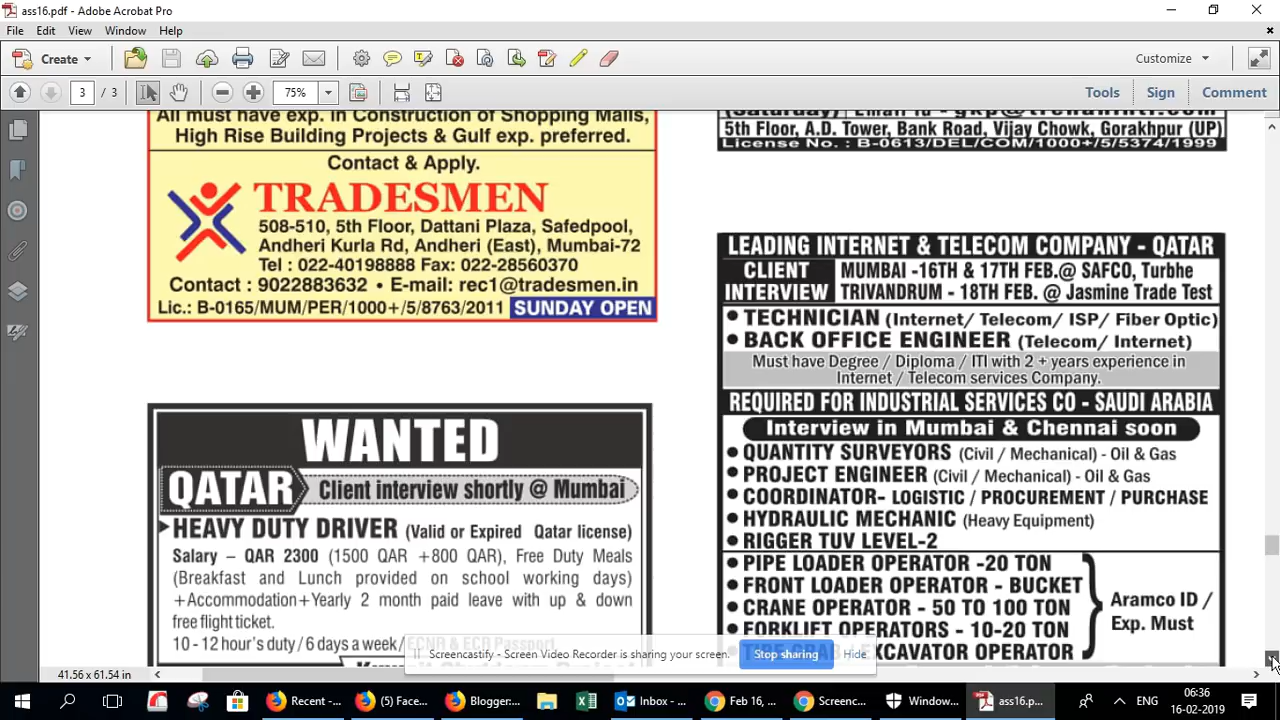 ass16.pdf - Adobe Acrobat Pro
File Edit View Window Help
Create
Customize
3 / 3
75%
Tools Sign Comment
All must have exp. in Construction of Shopping Malls,
High Rise Building Projects & Gulf exp. preferred.
Contact & Apply.
TRADESMEN
508-510, 5th Floor, Dattani Plaza, Safedpool,
Andheri Kurla Rd, Andheri (East), Mumbai-72
Tel : 022-40198888 Fax: 022-28560370
Contact : 9022883632 • E-mail: rec1@tradesmen.in
Lic.: B-0165/MUM/PER/1000+/5/8763/2011 SUNDAY OPEN
WANTED
QATAR Client interview shortly @ Mumbai
HEAVY DUTY DRIVER (Valid or Expired Qatar license)
Salary – QAR 2300 (1500 QAR +800 QAR), Free Duty Meals
(Breakfast and Lunch provided on school working days)
+Accommodation+Yearly 2 month paid leave with up & down
free flight ticket.
10 - 12 hour's duty / 6 days a week / ECNR & ECR Passport
5th Floor, A.D. Tower, Bank Road, Vijay Chowk, Gorakhpur (UP)
License No. : B-0613/DEL/COM/1000+/5/5374/1999
LEADING INTERNET & TELECOM COMPANY - QATAR
CLIENT INTERVIEW
MUMBAI -16TH & 17TH FEB.@ SAFCO, Turbhe
TRIVANDRUM - 18TH FEB. @ Jasmine Trade Test
• TECHNICIAN (Internet/ Telecom/ ISP/ Fiber Optic)
• BACK OFFICE ENGINEER (Telecom/ Internet)
Must have Degree / Diploma / ITI with 2 + years experience in
Internet / Telecom services Company.
REQUIRED FOR INDUSTRIAL SERVICES CO - SAUDI ARABIA
Interview in Mumbai & Chennai soon
• QUANTITY SURVEYORS (Civil / Mechanical) - Oil & Gas
• PROJECT ENGINEER (Civil / Mechanical) - Oil & Gas
• COORDINATOR- LOGISTIC / PROCUREMENT / PURCHASE
• HYDRAULIC MECHANIC (Heavy Equipment)
• RIGGER TUV LEVEL-2
• PIPE LOADER OPERATOR -20 TON
• FRONT LOADER OPERATOR - BUCKET
• CRANE OPERATOR - 50 TO 100 TON
• FORKLIFT OPERATORS - 10-20 TON
EXCAVATOR OPERATOR
Aramco ID /
Exp. Must
Screencastify - Screen Video Recorder is sharing your screen. Stop sharing Hide
41.56 x 61.54 in
Recent - ... (5) Face... Blogger:... Inbox - ... Feb 16, ... Screenc... Window... ass16.p...
ENG
06:36
16-02-2019